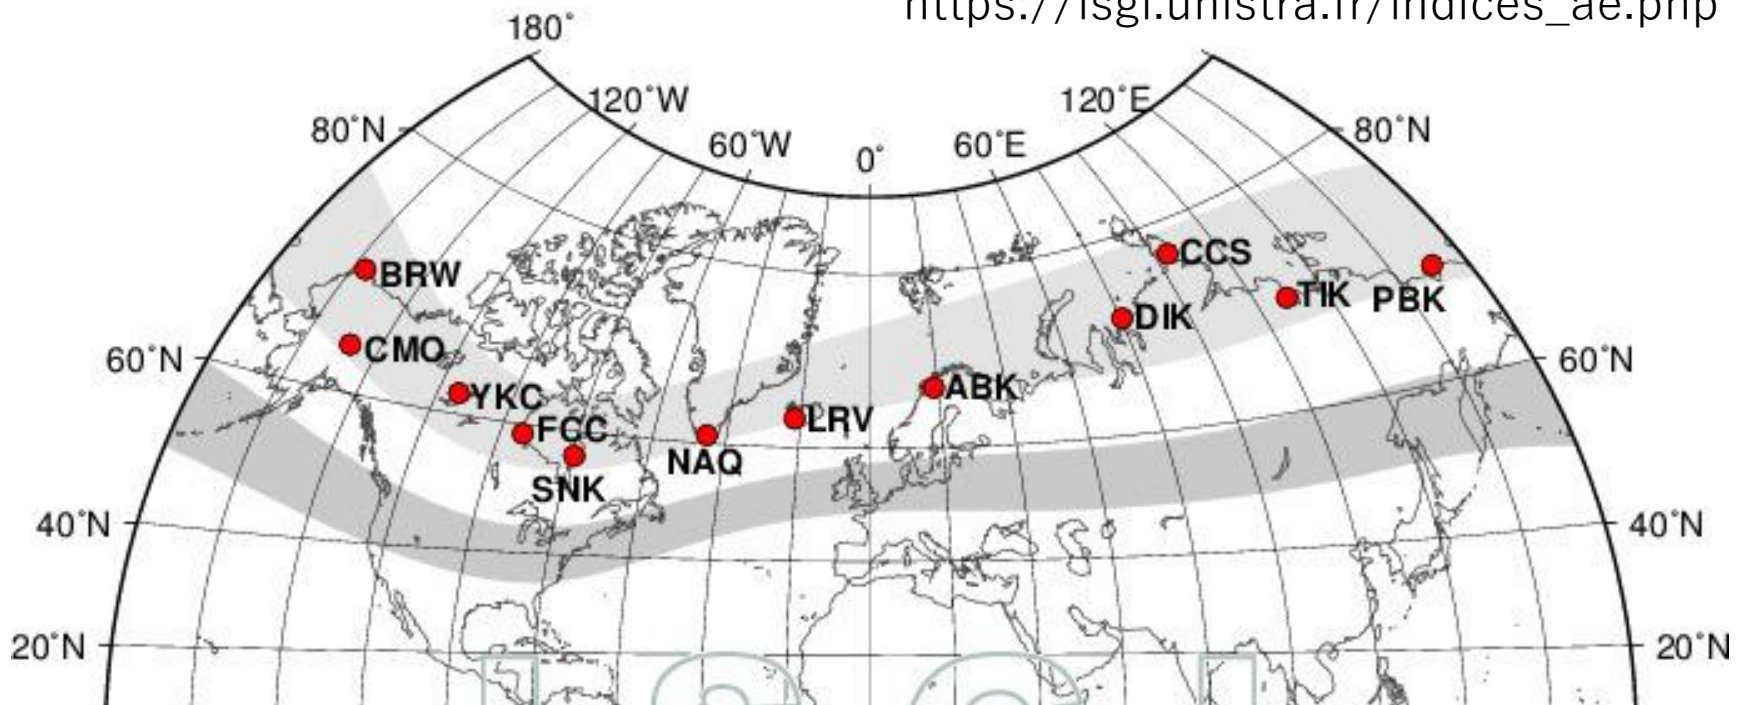 https://isgi.unistra.fr/indices_ae.php
180°
120°W
120°E
80°N
80°N
60°W
0°
60°E
BRW
CCS
TIK
PBK
DIK
CMO
60°N
60°N
YKC
ABK
FCC
LRV
NAQ
SNK
40°N
40°N
20°N
20°N